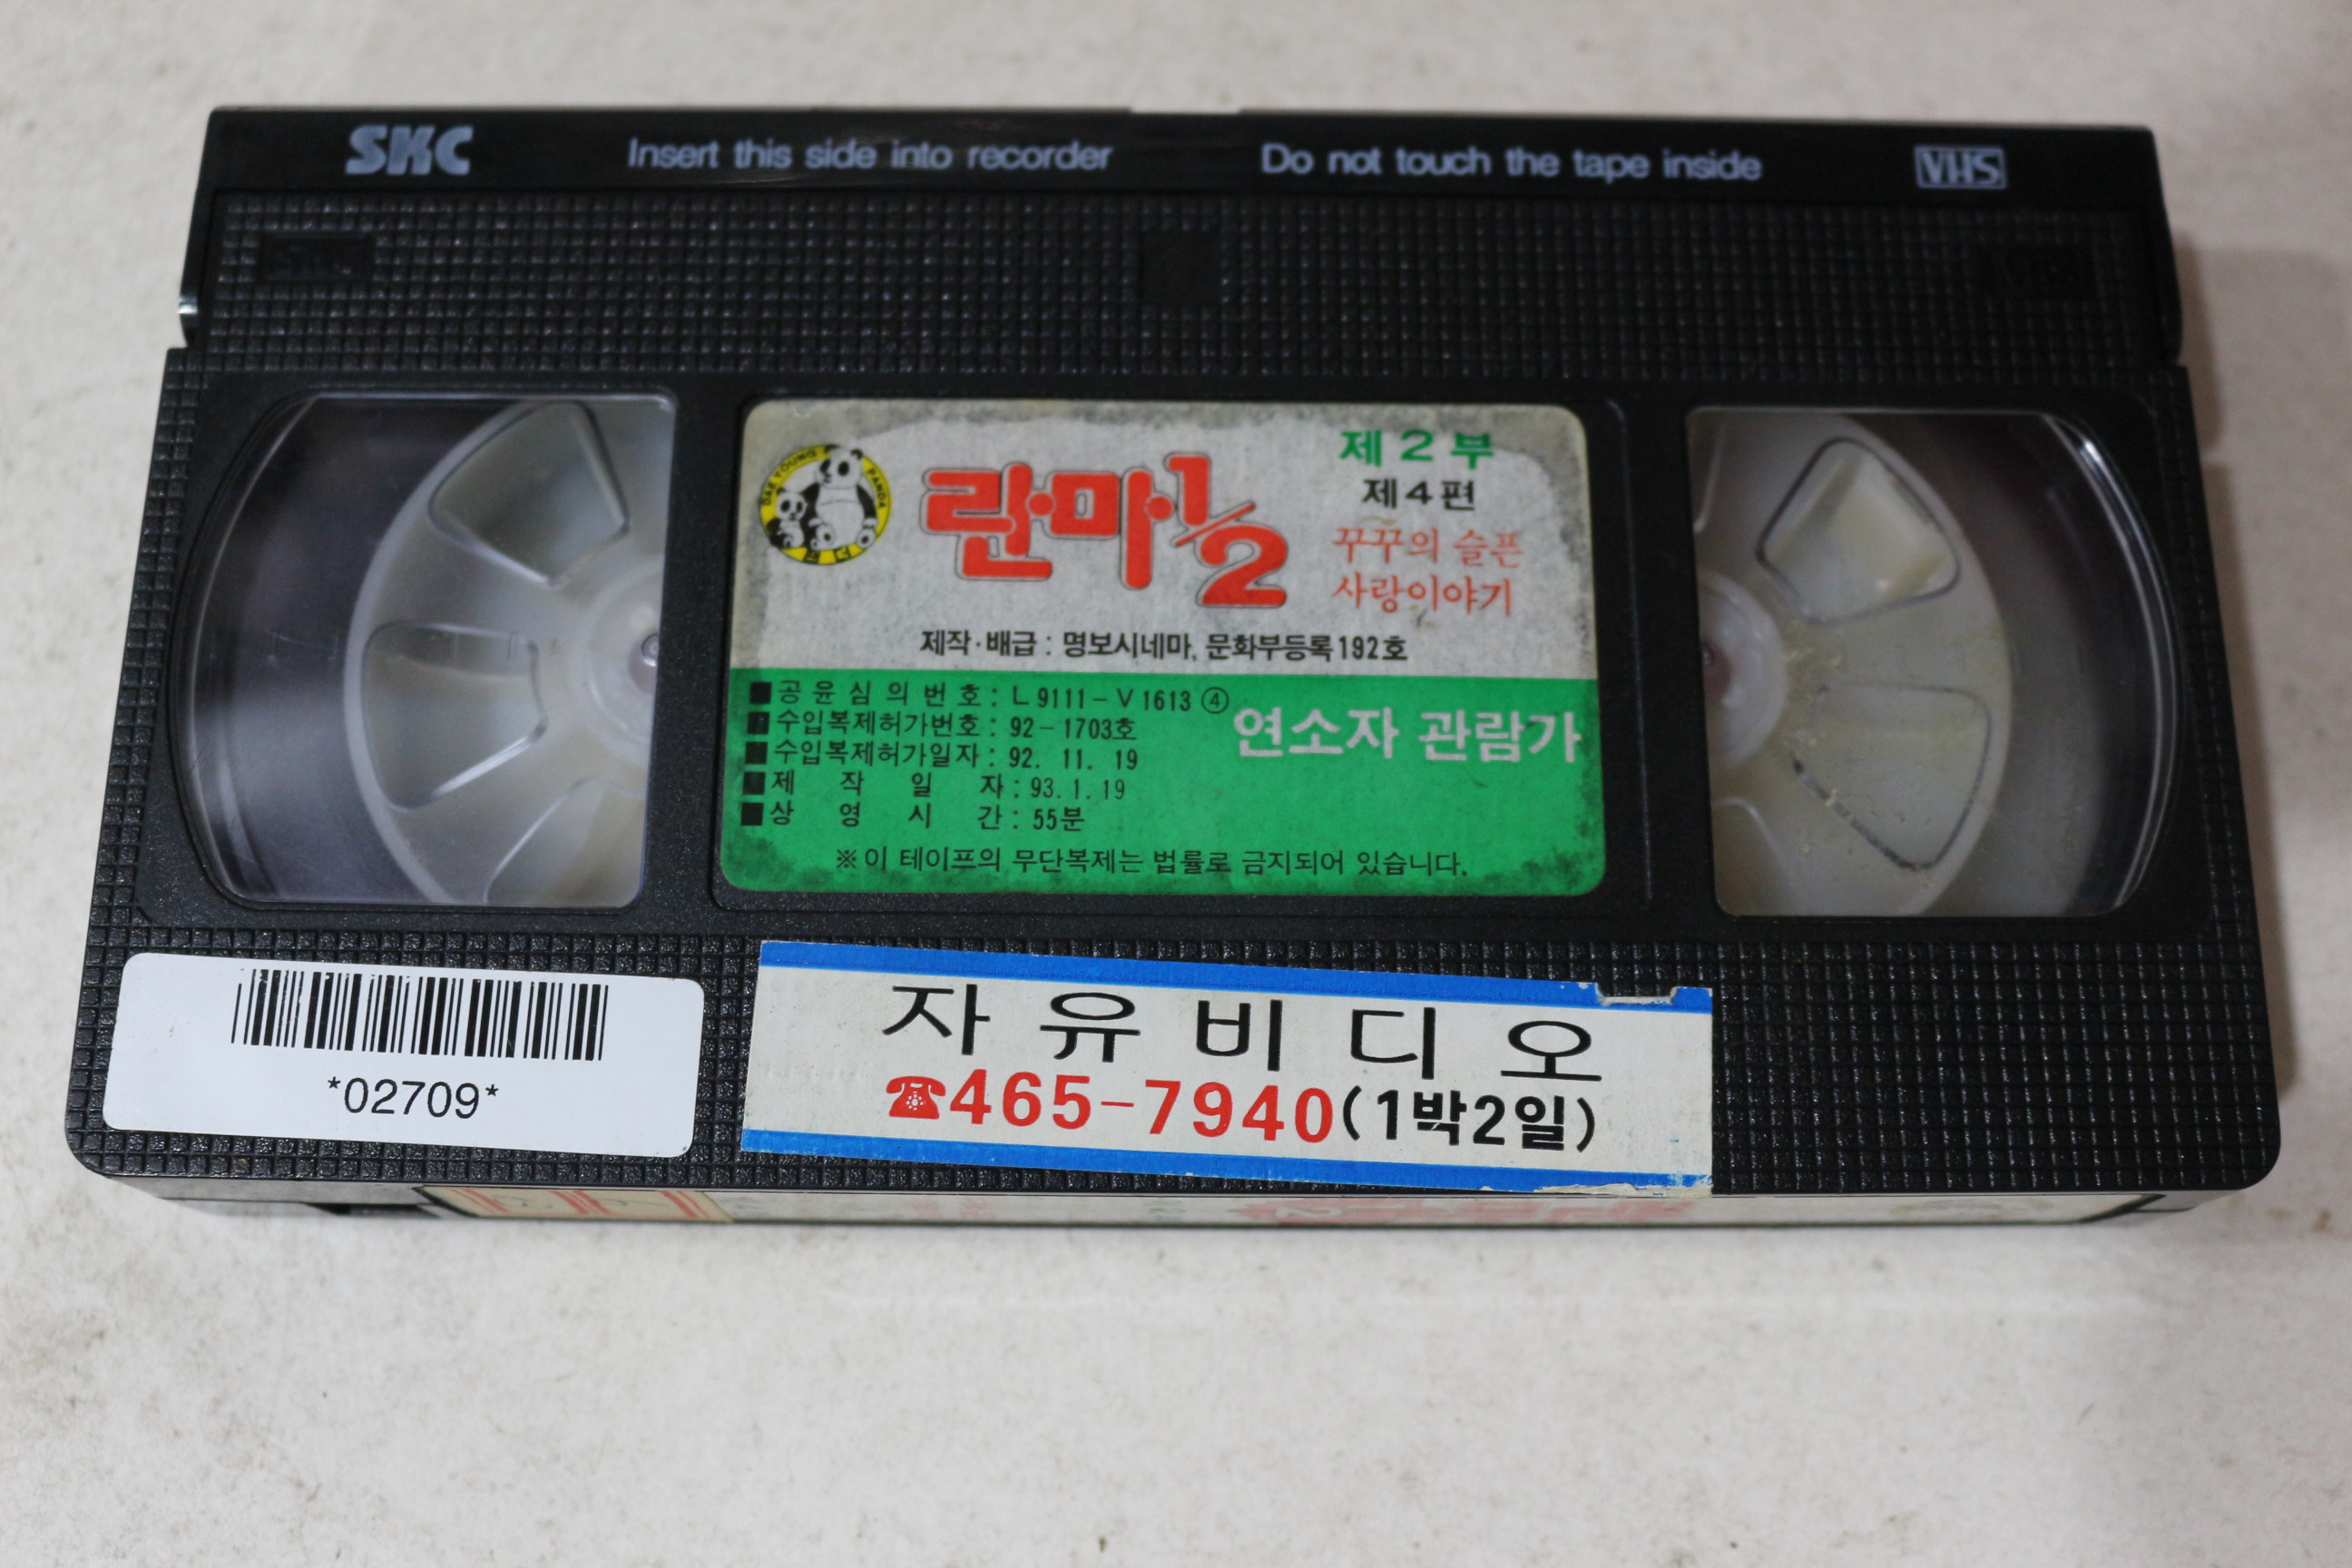 SKC
Insert this side into recorder
Do not touch the tape inside
VHS
DAE YOUNG PANDA
란마1/2
제2부
제4편
꾸꾸의 슬픈
사랑이야기
제작·배급 : 명보시네마, 문화부등록192호
■공윤심의번호 : L9111-V1613 ④
■수입복제허가번호 : 92-1703호
■수입복제허가일자 : 92. 11. 19
■제작일자 : 93. 1. 19
■상영시간 : 55분
연소자 관람가
※이 테이프의 무단복제는 법률로 금지되어 있습니다.
*02709*
자유비디오
☎465-7940(1박2일)